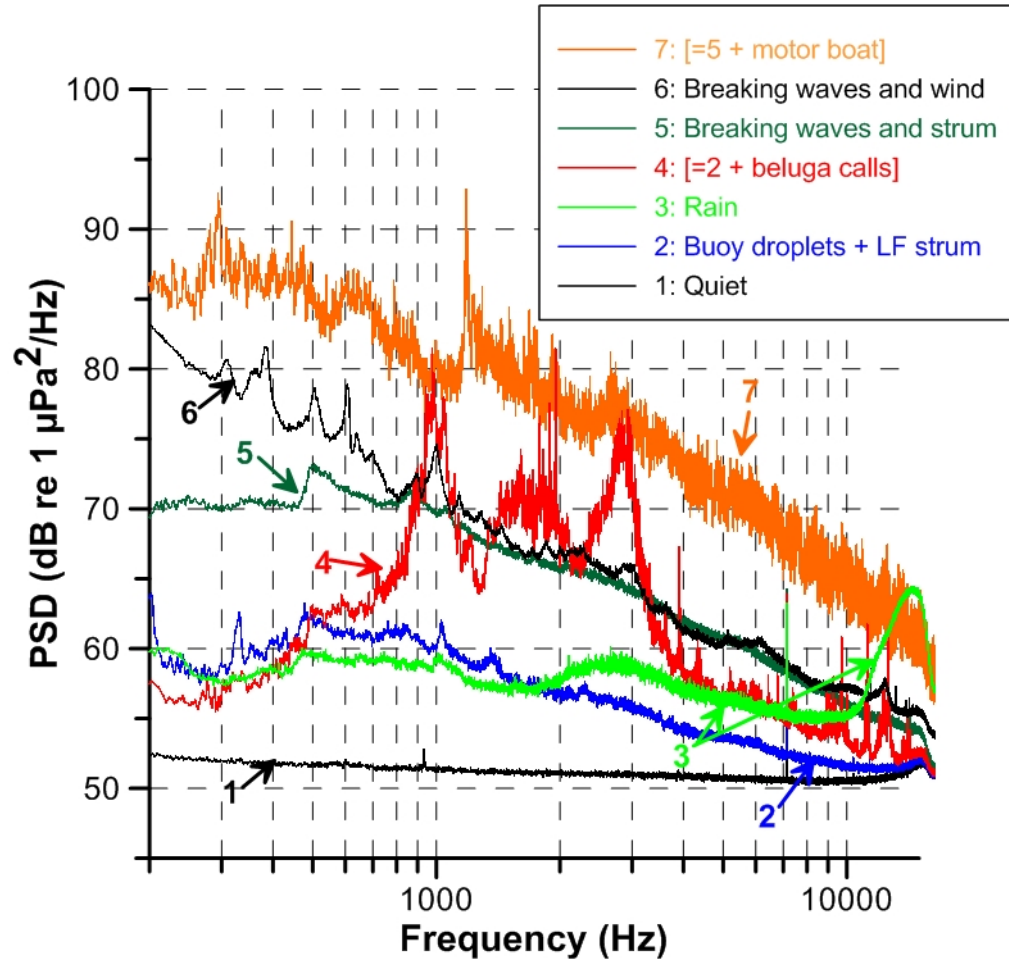 7: [=5 + motor boat]
6: Breaking waves and wind
5: Breaking waves and strum
4: [=2 + beluga calls]
3: Rain
2: Buoy droplets + LF strum
1: Quiet
100
90
80
70
60
50
PSD (dB re 1 µPa²/Hz)
6
7
5
4
3
1
2
1000
10000
Frequency (Hz)